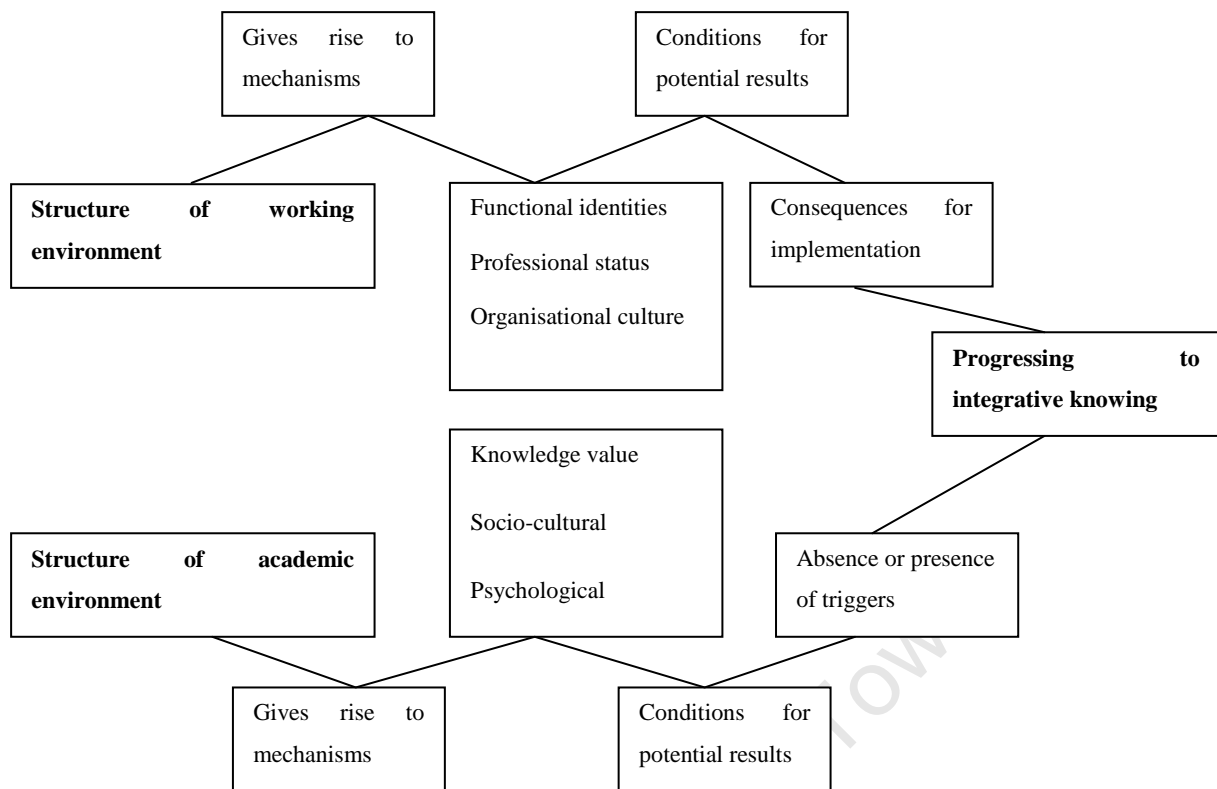 Gives rise to
mechanisms
Conditions for
potential results
Structure of working
environment
Functional identities
Professional status
Organisational culture
Consequences for
implementation
Progressing to
integrative knowing
Knowledge value
Socio-cultural
Psychological
Structure of academic
environment
Absence or presence
of triggers
Gives rise to
mechanisms
Conditions for
potential results